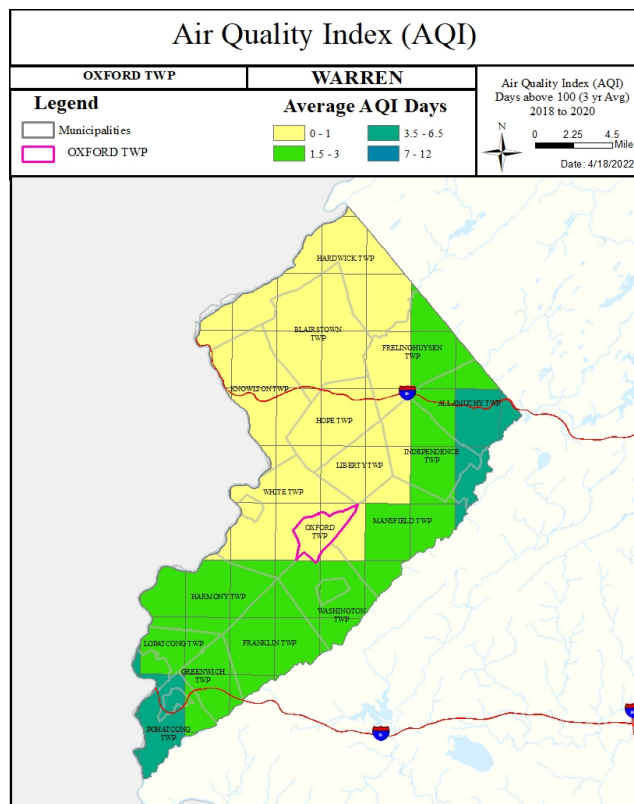 Air Quality Index (AQI)
OXFORD TWP
WARREN
Legend
Municipalities
OXFORD TWP
Average AQI Days
0 - 1
1.5 - 3
3.5 - 6.5
7 - 12
Air Quality Index (AQI)
Days above 100 (3 yr Avg)
2018 to 2020
N
0 2.25 4.5
Mile
Date: 4/18/2022
HARDWICK TWP
BLAIRSTOWN
TWP
FRELINGHUYSEN
TWP
KNOWLTON TWP
ALLAMUCHY TWP
HOPE TWP
INDEPENDENCE
TWP
LIBERTY TWP
WHITE TWP
MANSFIELD TWP
OXFORD
TWP
HARMONY TWP
WASHINGTON
TWP
LOPATCONG TWP
FRANKLIN TWP
GREENWICH
TWP
POHATCONG
TWP